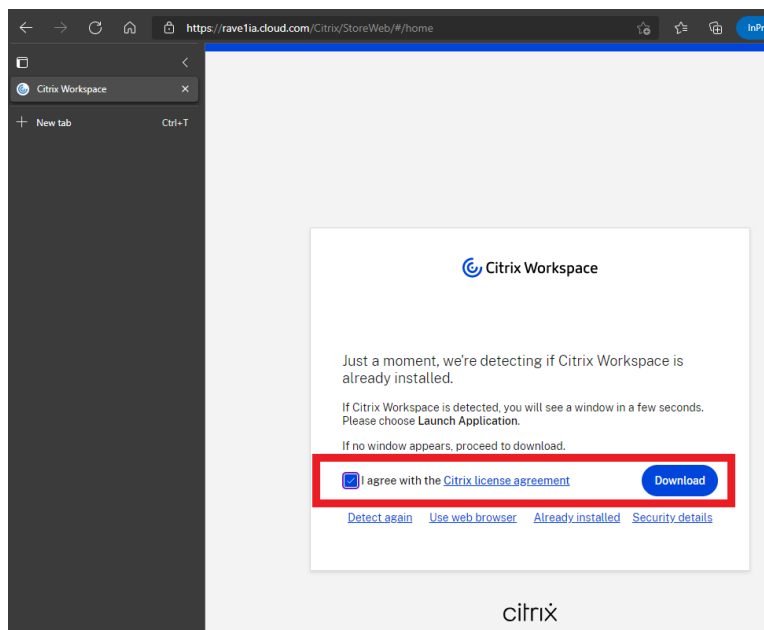 https://rave1ia.cloud.com/Citrix/StoreWeb/#/home
InPr
Citrix Workspace
New tab Ctrl+T
Citrix Workspace
Just a moment, we're detecting if Citrix Workspace is
already installed.
If Citrix Workspace is detected, you will see a window in a few seconds.
Please choose Launch Application.
If no window appears, proceed to download.
I agree with the Citrix license agreement Download
Detect again Use web browser Already installed Security details
citrix